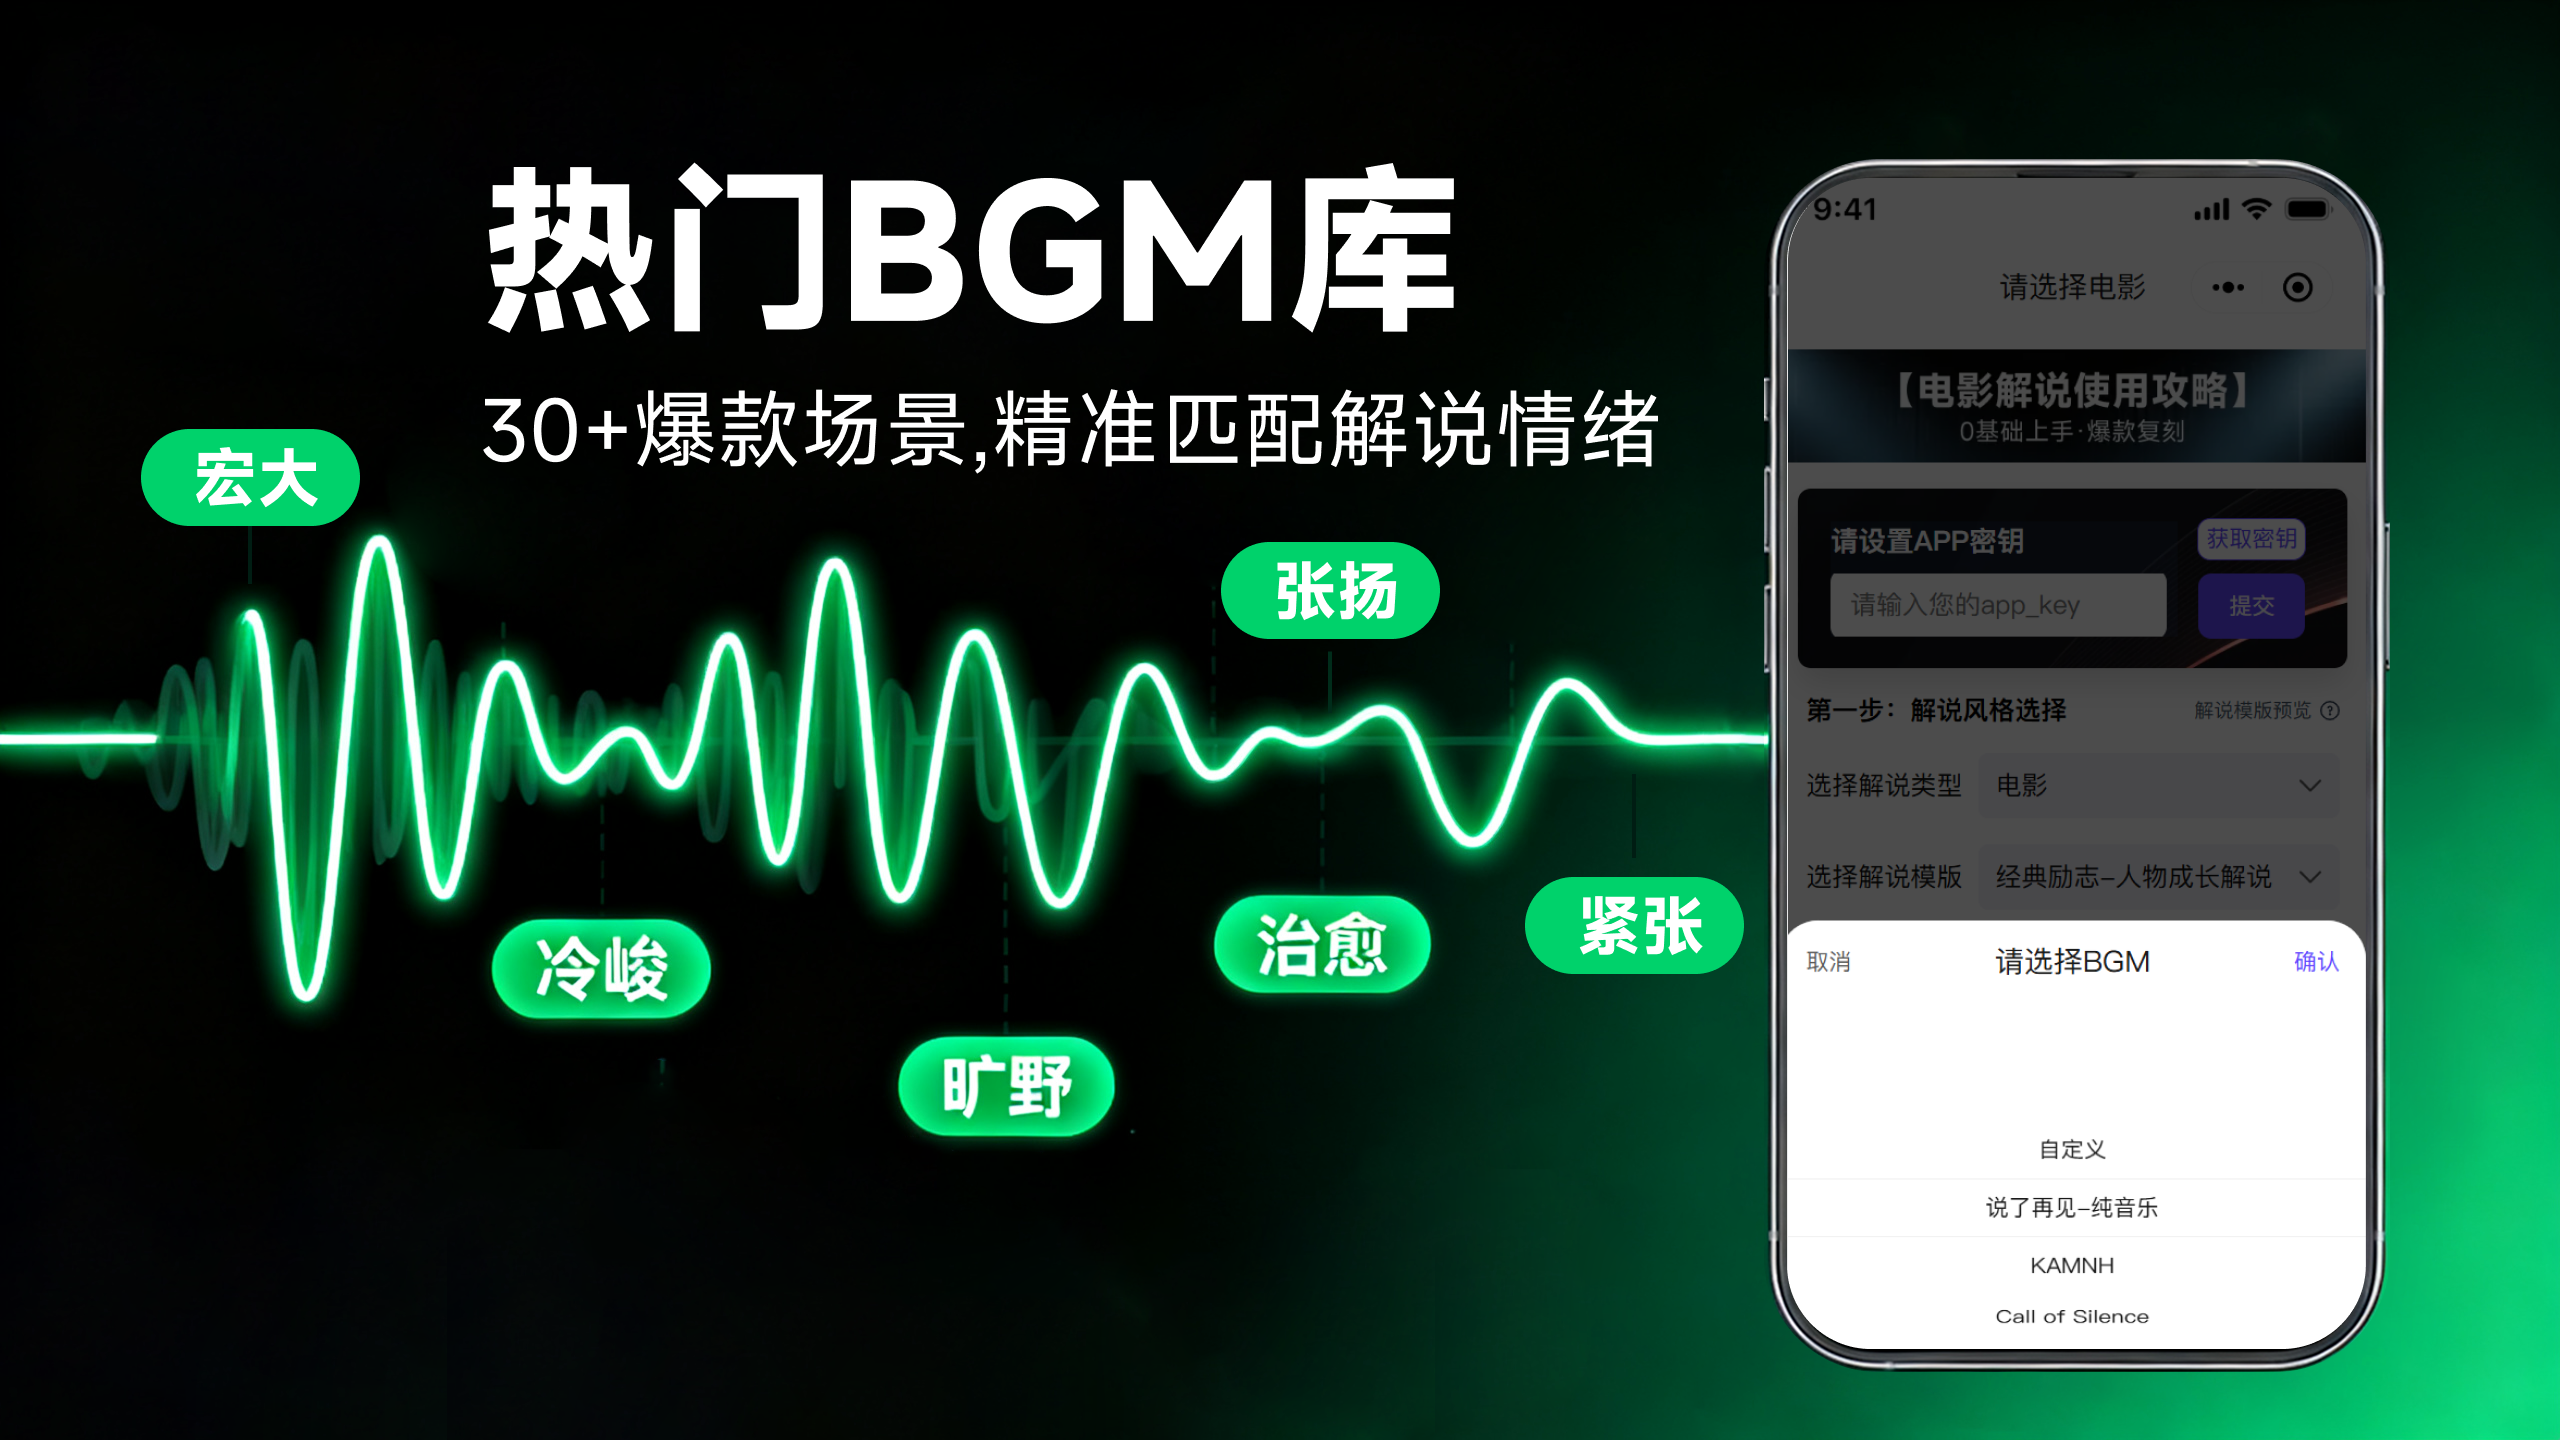 热门BGM库
30+爆款场景,精准匹配解说情绪
宏大
张扬
冷峻
治愈
紧张
旷野
9:41
请选择电影
【电影解说使用攻略】
0基础上手·爆款复刻
请设置APP密钥
获取密钥
请输入您的app_key
提交
第一步：解说风格选择
解说模版预览
选择解说类型
电影
选择解说模版
经典励志-人物成长解说
取消
请选择BGM
确认
自定义
说了再见-纯音乐
KAMNH
Call of Silence